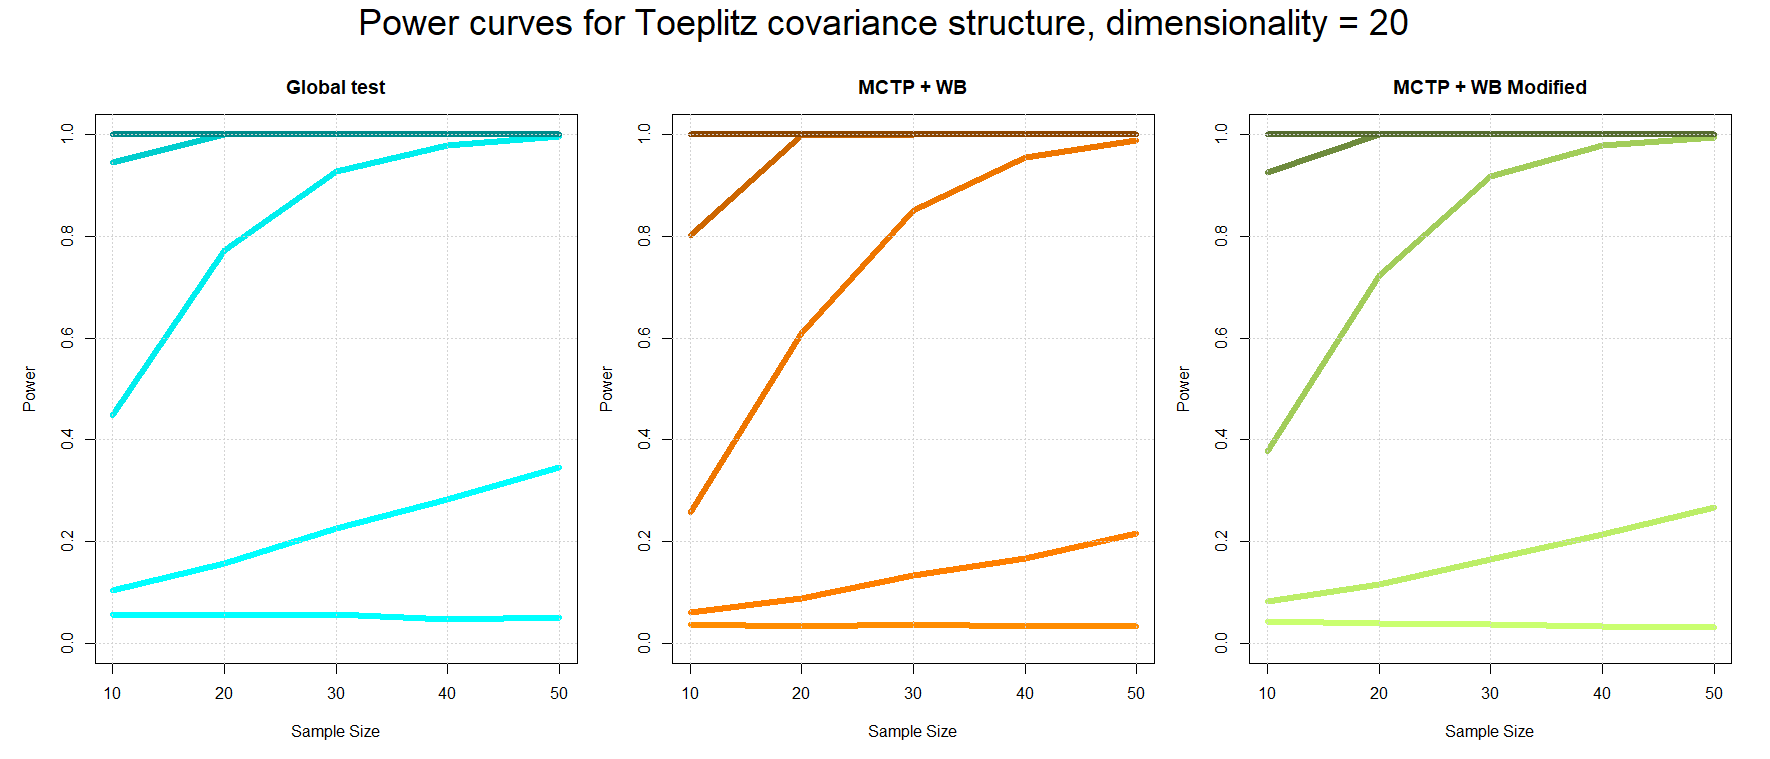 Power curves for Toeplitz covariance structure, dimensionality = 20
Global test
MCTP + WB
MCTP + WB Modified
Power
1.0
0.8
0.6
0.4
0.2
0.0
10 20 30 40 50
Sample Size
Power
1.0
0.8
0.6
0.4
0.2
0.0
10 20 30 40 50
Sample Size
Power
1.0
0.8
0.6
0.4
0.2
0.0
10 20 30 40 50
Sample Size